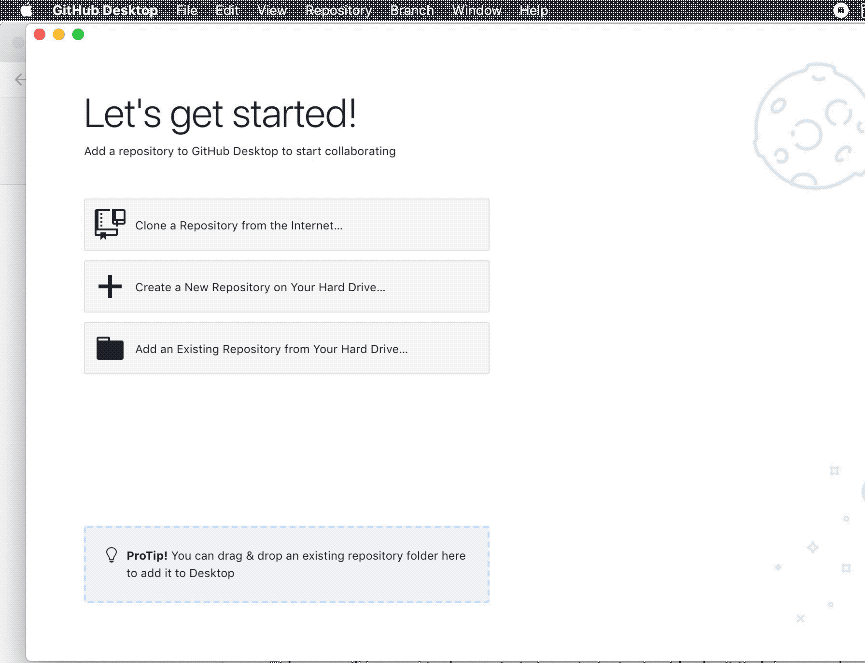 GitHub Desktop File Edit View Repository Branch Window Help
Let's get started!
Add a repository to GitHub Desktop to start collaborating
Clone a Repository from the Internet...
Create a New Repository on Your Hard Drive...
Add an Existing Repository from Your Hard Drive...
ProTip! You can drag & drop an existing repository folder here
to add it to Desktop